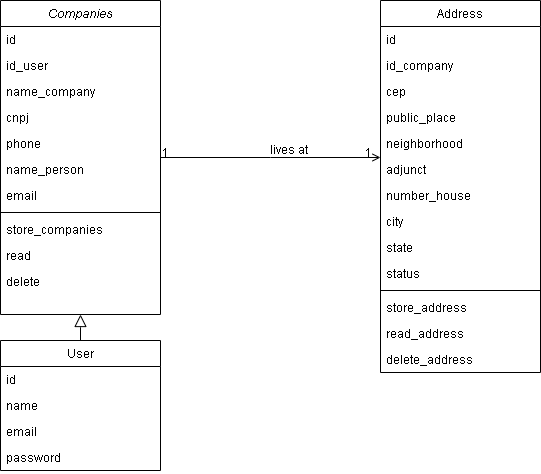 Companies
id
id_user
name_company
cnpj
phone
name_person
email
store_companies
read
delete
1
lives at
1
Address
id
id_company
cep
public_place
neighborhood
adjunct
number_house
city
state
status
store_address
read_address
delete_address
User
id
name
email
password